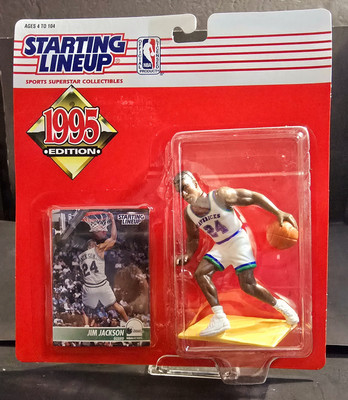 AGES 4 TO 104
STARTING
LINEUP
NBA
SPORTS SUPERSTAR COLLECTIBLES
1995
EDITION
STARTING
LINEUP
24
JIM JACKSON
MAVERICKS
24